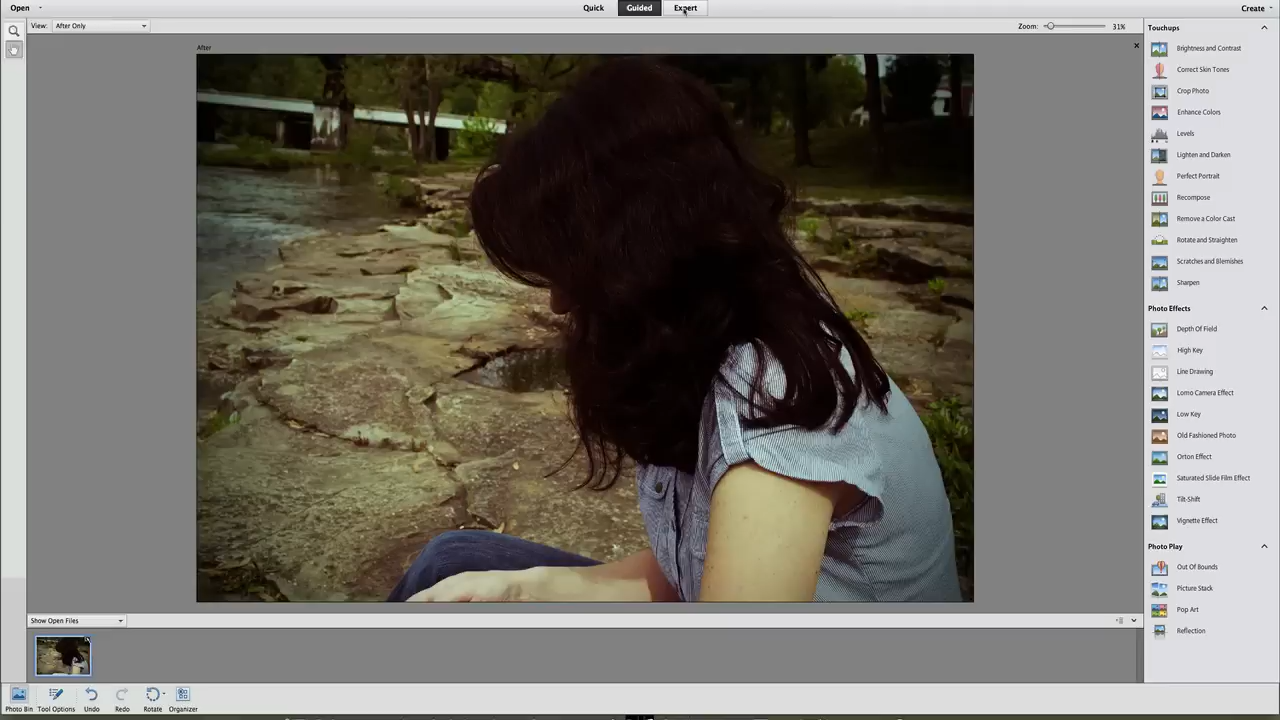 Open Quick Guided Expert Create
View: After Only Zoom: 31%
After
Touchups
Brightness and Contrast
Correct Skin Tones
Crop Photo
Enhance Colors
Levels
Lighten and Darken
Perfect Portrait
Recompose
Remove a Color Cast
Rotate and Straighten
Scratches and Blemishes
Sharpen
Photo Effects
Depth Of Field
High Key
Line Drawing
Lomo Camera Effect
Low Key
Old Fashioned Photo
Orton Effect
Saturated Slide Film Effect
Tilt-Shift
Vignette Effect
Photo Play
Out Of Bounds
Picture Stack
Pop Art
Reflection
Show Open Files
Photo Bin Tool Options Undo Redo Rotate Organizer